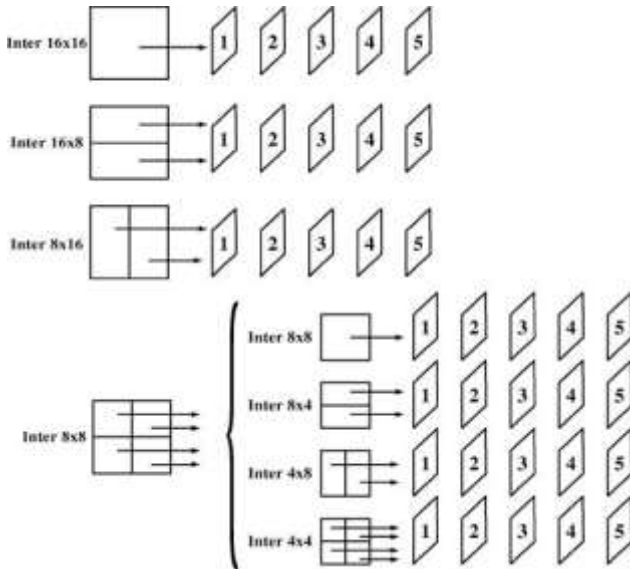 Inter 16x16 1 2 3 4 5
Inter 16x8 1 2 3 4 5
Inter 8x16 1 2 3 4 5
Inter 8x8
Inter 8x8 1 2 3 4 5
Inter 8x4 1 2 3 4 5
Inter 4x8 1 2 3 4 5
Inter 4x4 1 2 3 4 5